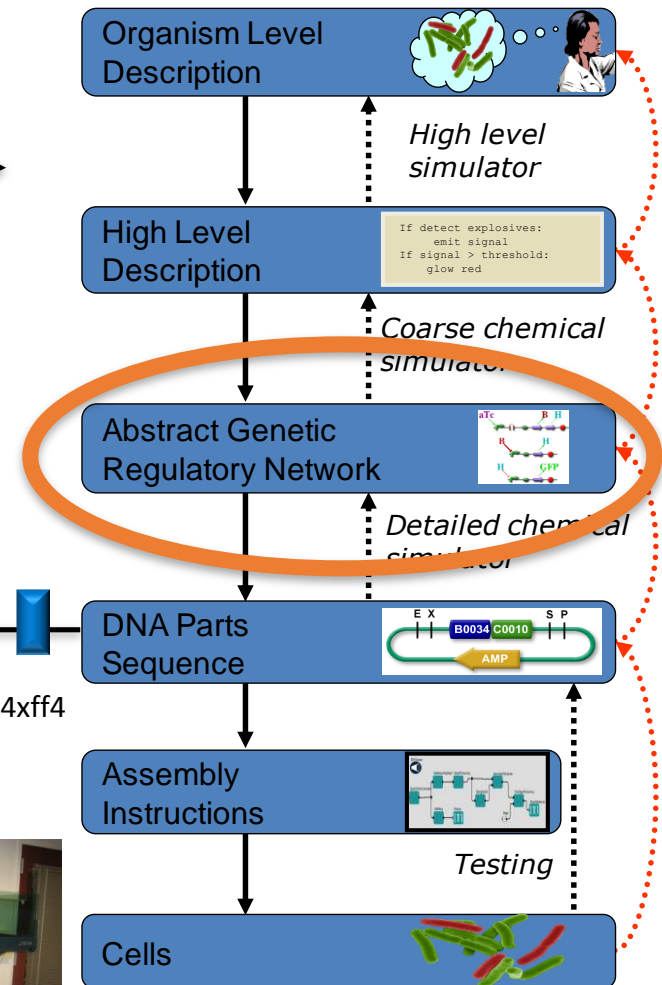 Organism Level
Description
High level
simulator
High Level
Description
If detect explosives:
emit signal
If signal > threshold:
glow red
Coarse chemical
simulator
Abstract Genetic
Regulatory Network
aTc
B H
B H
H GFP
Detailed chemical
simulator
DNA Parts
Sequence
E X
S P
B0034 C0010
AMP
4xff4
Assembly
Instructions
Testing
Cells